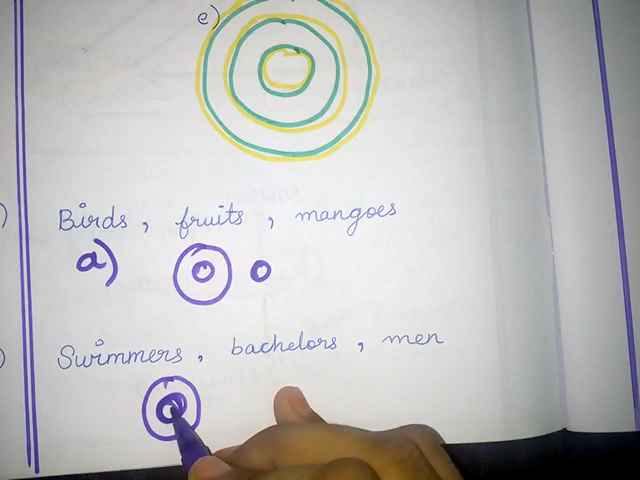 e)
Birds, fruits, mangoes
a)
Swimmers, bachelors, men